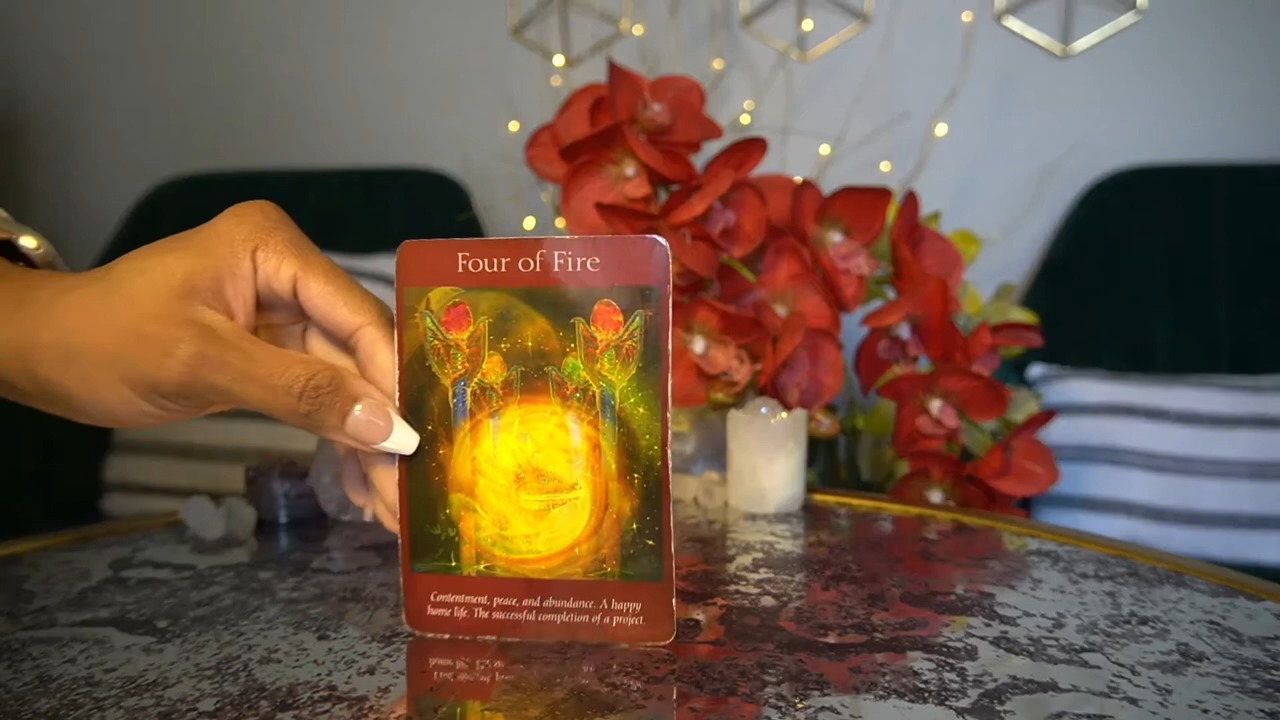 Four of Fire
Contentment, peace, and abundance. A happy
home life. The successful completion of a project.